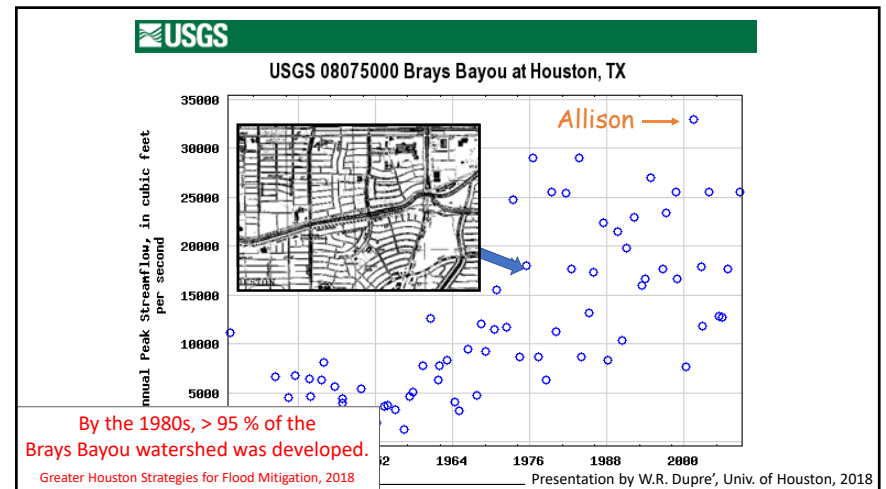 USGS
USGS 08075000 Brays Bayou at Houston, TX
nnual Peak Streamflow, in cubic feet
per second
35000
30000
25000
20000
15000
10000
5000
Allison
52
1964
1976
1988
2000
By the 1980s, > 95 % of the
Brays Bayou watershed was developed.
Greater Houston Strategies for Flood Mitigation, 2018
Presentation by W.R. Dupre’, Univ. of Houston, 2018